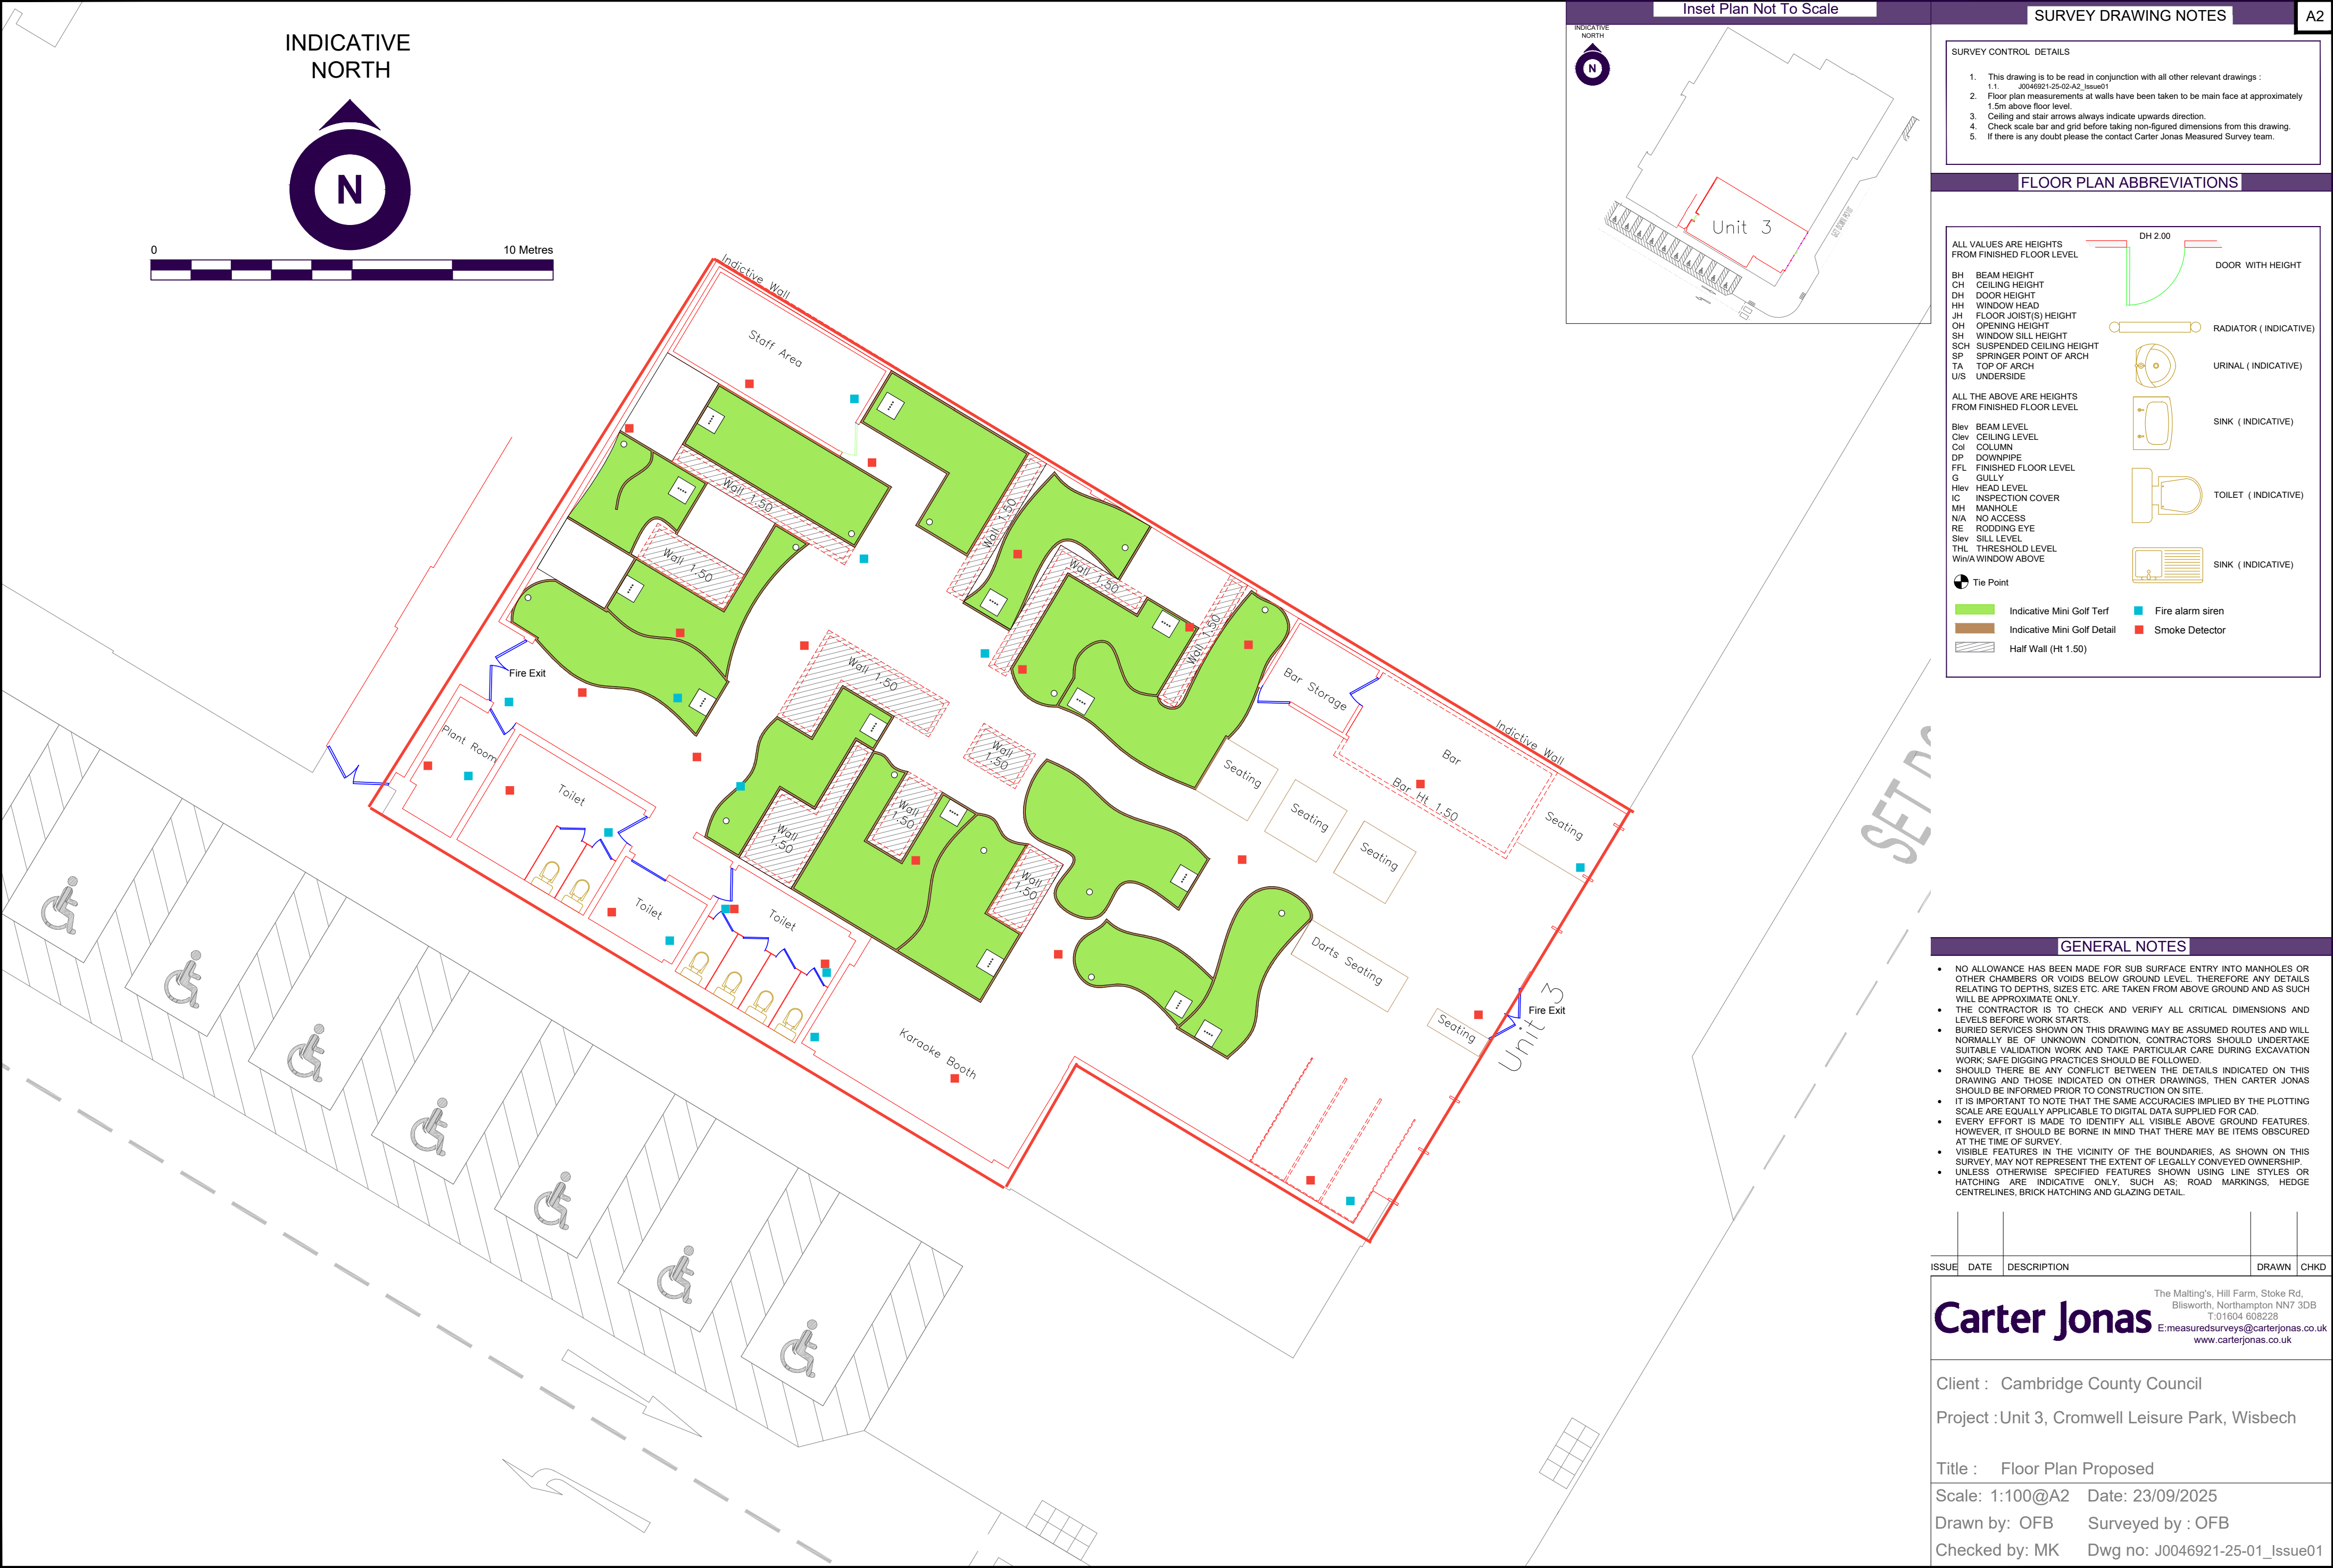 INDICATIVE
NORTH
N
0 10 Metres
Indictive Wall
Staff Area
Wall 1.50
Wall 1.50
Wall 1.50
Wall 1.50
Wall 1.50
Wall 1.50
Wall
1.50
Wall
1.50
Wall
1.50
Wall
1.50
Fire Exit
Plant Room
Toilet
Toilet
Toilet
Karaoke Booth
Bar Storage
Indictive Wall
Bar
Bar Ht 1.50
Seating
Seating
Seating
Seating
Darts Seating
Seating
Fire Exit
Unit 3
Inset Plan Not To Scale
INDICATIVE
NORTH
N
Unit 3
SURVEY DRAWING NOTES
A2
SURVEY CONTROL DETAILS
1. This drawing is to be read in conjunction with all other relevant drawings :
1.1. J0046921-25-02-A2_Issue01
2. Floor plan measurements at walls have been taken to be main face at approximately
1.5m above floor level.
3. Ceiling and stair arrows always indicate upwards direction.
4. Check scale bar and grid before taking non-figured dimensions from this drawing.
5. If there is any doubt please the contact Carter Jonas Measured Survey team.
FLOOR PLAN ABBREVIATIONS
ALL VALUES ARE HEIGHTS
FROM FINISHED FLOOR LEVEL
BH BEAM HEIGHT
CH CEILING HEIGHT
DH DOOR HEIGHT
HH WINDOW HEAD
JH FLOOR JOIST(S) HEIGHT
OH OPENING HEIGHT
SH WINDOW SILL HEIGHT
SCH SUSPENDED CEILING HEIGHT
SP SPRINGER POINT OF ARCH
TA TOP OF ARCH
U/S UNDERSIDE
ALL THE ABOVE ARE HEIGHTS
FROM FINISHED FLOOR LEVEL
Blev BEAM LEVEL
Clev CEILING LEVEL
Col COLUMN
DP DOWNPIPE
FFL FINISHED FLOOR LEVEL
G GULLY
Hlev HEAD LEVEL
IC INSPECTION COVER
MH MANHOLE
N/A NO ACCESS
RE RODDING EYE
Slev SILL LEVEL
THL THRESHOLD LEVEL
Win/A WINDOW ABOVE
Tie Point
DH 2.00
DOOR WITH HEIGHT
RADIATOR ( INDICATIVE)
URINAL ( INDICATIVE)
SINK ( INDICATIVE)
TOILET ( INDICATIVE)
SINK ( INDICATIVE)
Indicative Mini Golf Terf
Fire alarm siren
Indicative Mini Golf Detail
Smoke Detector
Half Wall (Ht 1.50)
GENERAL NOTES
• NO ALLOWANCE HAS BEEN MADE FOR SUB SURFACE ENTRY INTO MANHOLES OR
OTHER CHAMBERS OR VOIDS BELOW GROUND LEVEL. THEREFORE ANY DETAILS
RELATING TO DEPTHS, SIZES ETC. ARE TAKEN FROM ABOVE GROUND AND AS SUCH
WILL BE APPROXIMATE ONLY.
• THE CONTRACTOR IS TO CHECK AND VERIFY ALL CRITICAL DIMENSIONS AND
LEVELS BEFORE WORK STARTS.
• BURIED SERVICES SHOWN ON THIS DRAWING MAY BE ASSUMED ROUTES AND WILL
NORMALLY BE OF UNKNOWN CONDITION, CONTRACTORS SHOULD UNDERTAKE
SUITABLE VALIDATION WORK AND TAKE PARTICULAR CARE DURING EXCAVATION
WORK; SAFE DIGGING PRACTICES SHOULD BE FOLLOWED.
• SHOULD THERE BE ANY CONFLICT BETWEEN THE DETAILS INDICATED ON THIS
DRAWING AND THOSE INDICATED ON OTHER DRAWINGS, THEN CARTER JONAS
SHOULD BE INFORMED PRIOR TO CONSTRUCTION ON SITE.
• IT IS IMPORTANT TO NOTE THAT THE SAME ACCURACIES IMPLIED BY THE PLOTTING
SCALE ARE EQUALLY APPLICABLE TO DIGITAL DATA SUPPLIED FOR CAD.
• EVERY EFFORT IS MADE TO IDENTIFY ALL VISIBLE ABOVE GROUND FEATURES.
HOWEVER, IT SHOULD BE BORNE IN MIND THAT THERE MAY BE ITEMS OBSCURED
AT THE TIME OF SURVEY.
• VISIBLE FEATURES IN THE VICINITY OF THE BOUNDARIES, AS SHOWN ON THIS
SURVEY, MAY NOT REPRESENT THE EXTENT OF LEGALLY CONVEYED OWNERSHIP.
• UNLESS OTHERWISE SPECIFIED FEATURES SHOWN USING LINE STYLES OR
HATCHING ARE INDICATIVE ONLY, SUCH AS; ROAD MARKINGS, HEDGE
CENTRELINES, BRICK HATCHING AND GLAZING DETAIL.
ISSUE DATE DESCRIPTION DRAWN CHKD
Carter Jonas
The Malting's, Hill Farm, Stoke Rd,
Blisworth, Northampton NN7 3DB
T:01604 608228
E:measuredsurveys@carterjonas.co.uk
www.carterjonas.co.uk
Client : Cambridge County Council
Project : Unit 3, Cromwell Leisure Park, Wisbech
Title : Floor Plan Proposed
Scale: 1:100@A2 Date: 23/09/2025
Drawn by: OFB Surveyed by : OFB
Checked by: MK Dwg no: J0046921-25-01_Issue01